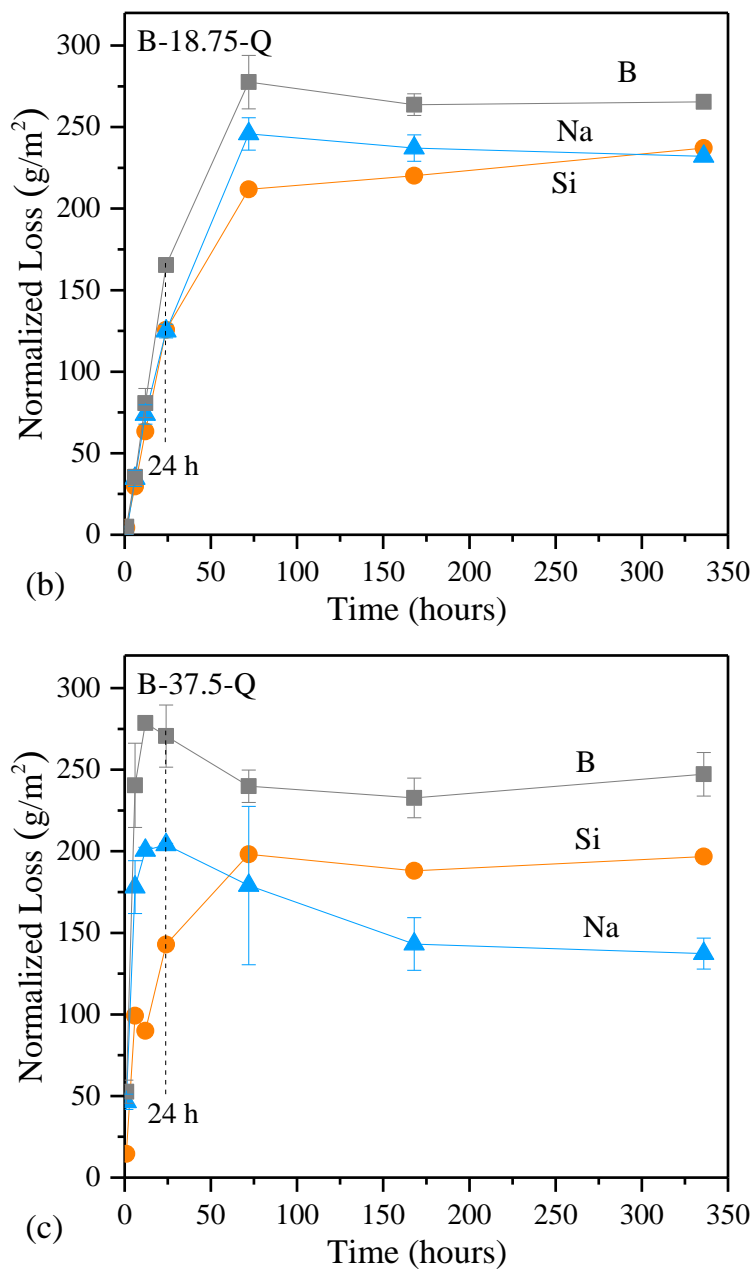 300
250
200
150
100
50
0
Normalized Loss (g/m²)
B-18.75-Q
B
Na
Si
24 h
0 50 100 150 200 250 300 350
Time (hours)
(b)
300
250
200
150
100
50
0
Normalized Loss (g/m²)
B-37.5-Q
B
Si
Na
24 h
0 50 100 150 200 250 300 350
Time (hours)
(c)